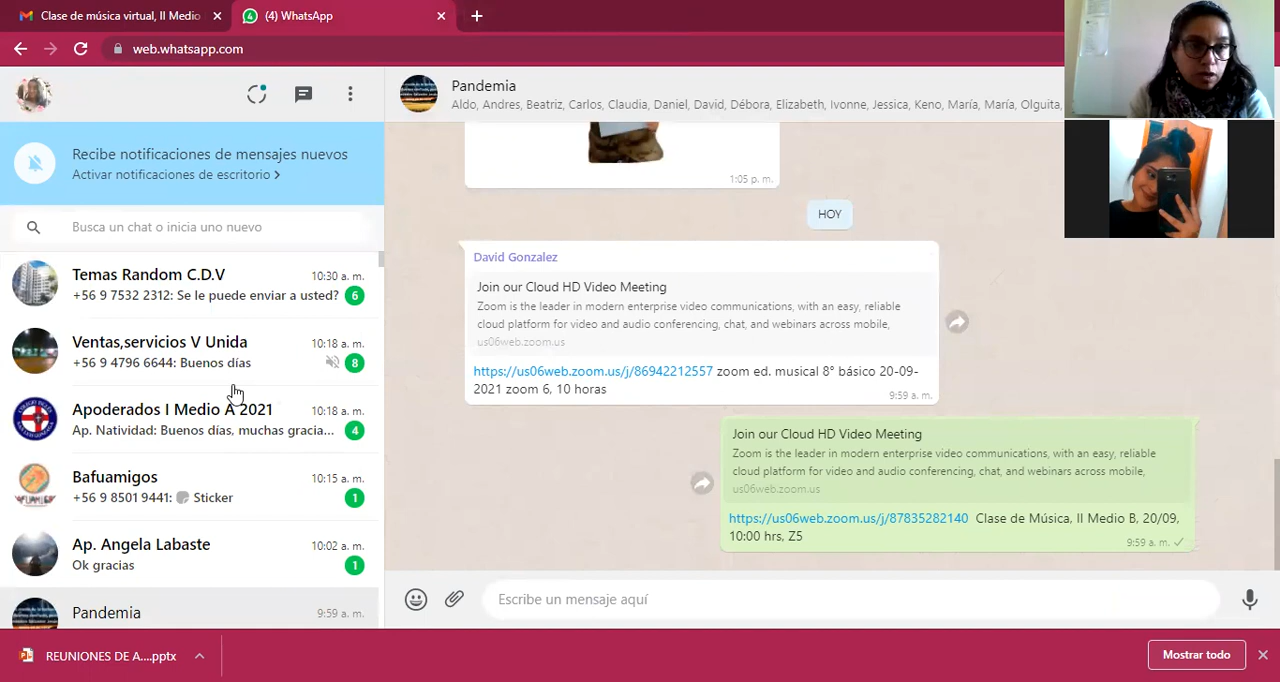 Clase de música virtual, II Medio
(4) WhatsApp
web.whatsapp.com
Pandemia
Aldo, Andres, Beatriz, Carlos, Claudia, Daniel, David, Débora, Elizabeth, Ivonne, Jessica, Keno, María, María, Olguita,
Recibe notificaciones de mensajes nuevos
Activar notificaciones de escritorio >
Busca un chat o inicia uno nuevo
Temas Random C.D.V 10:30 a. m.
+56 9 7532 2312: Se le puede enviar a usted? 6
Ventas,servicios V Unida 10:18 a. m.
+56 9 4796 6644: Buenos días 8
Apoderados I Medio A 2021 10:18 a. m.
Ap. Natividad: Buenos días, muchas gracia... 4
Bafuamigos 10:15 a. m.
+56 9 8501 9441: Sticker 1
Ap. Angela Labaste 10:02 a. m.
Ok gracias 1
Pandemia 9:59 a. m.
1:05 p. m.
HOY
David Gonzalez
Join our Cloud HD Video Meeting
Zoom is the leader in modern enterprise video communications, with an easy, reliable
cloud platform for video and audio conferencing, chat, and webinars across mobile,
us06web.zoom.us
https://us06web.zoom.us/j/86942212557 zoom ed. musical 8° básico 20-09-
2021 zoom 6, 10 horas
9:59 a. m.
Join our Cloud HD Video Meeting
Zoom is the leader in modern enterprise video communications, with an easy, reliable
cloud platform for video and audio conferencing, chat, and webinars across mobile,
us06web.zoom.us
https://us06web.zoom.us/j/87835282140 Clase de Música, II Medio B, 20/09,
10:00 hrs, Z5
9:59 a. m.
Escribe un mensaje aquí
REUNIONES DE A....pptx
Mostrar todo